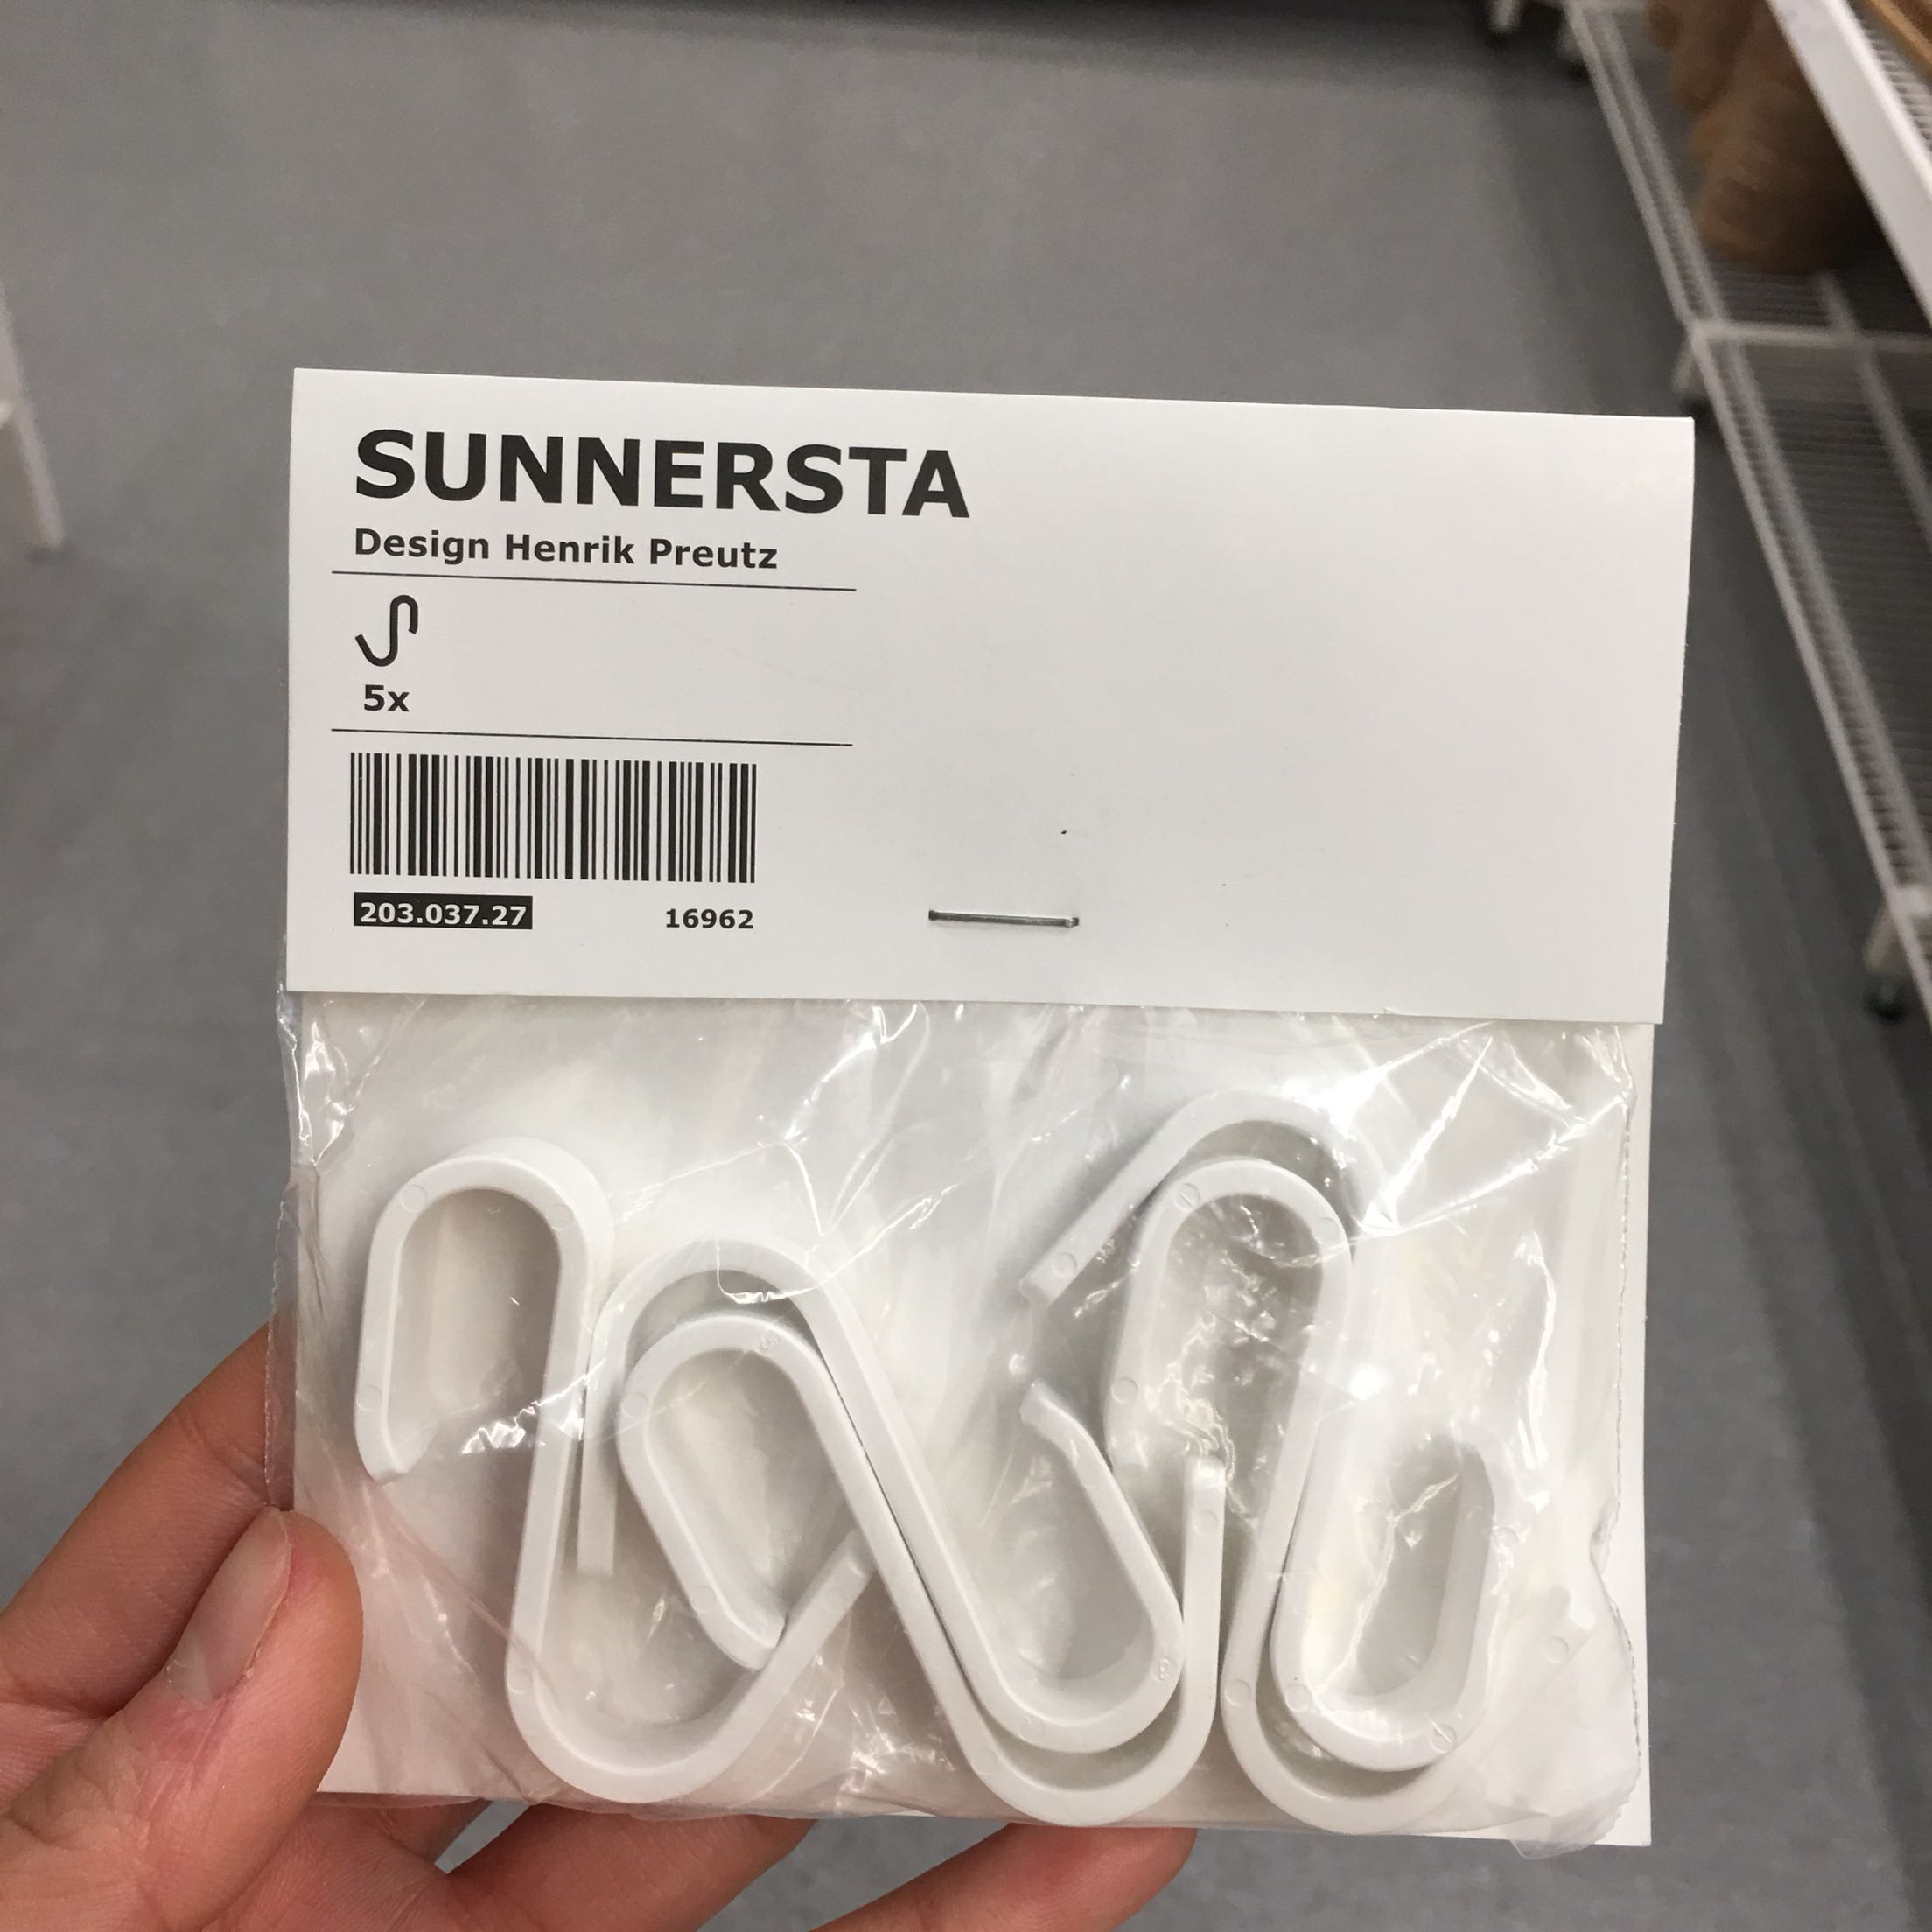 SUNNERSTA
Design Henrik Preutz
5x
203.037.27 16962